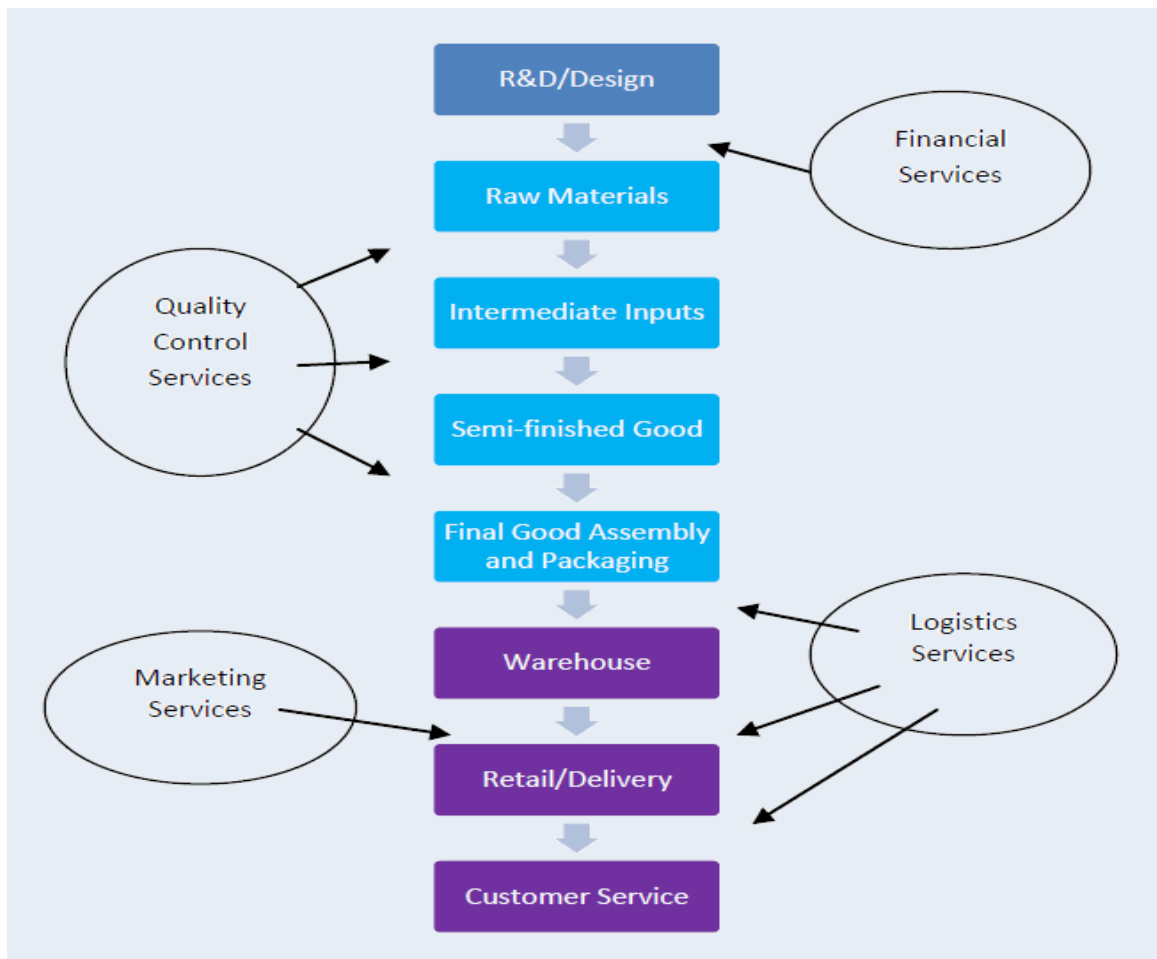 R&D/Design
Financial
Services
Raw Materials
Quality
Control
Services
Intermediate Inputs
Semi-finished Good
Final Good Assembly
and Packaging
Logistics
Services
Warehouse
Marketing
Services
Retail/Delivery
Customer Service